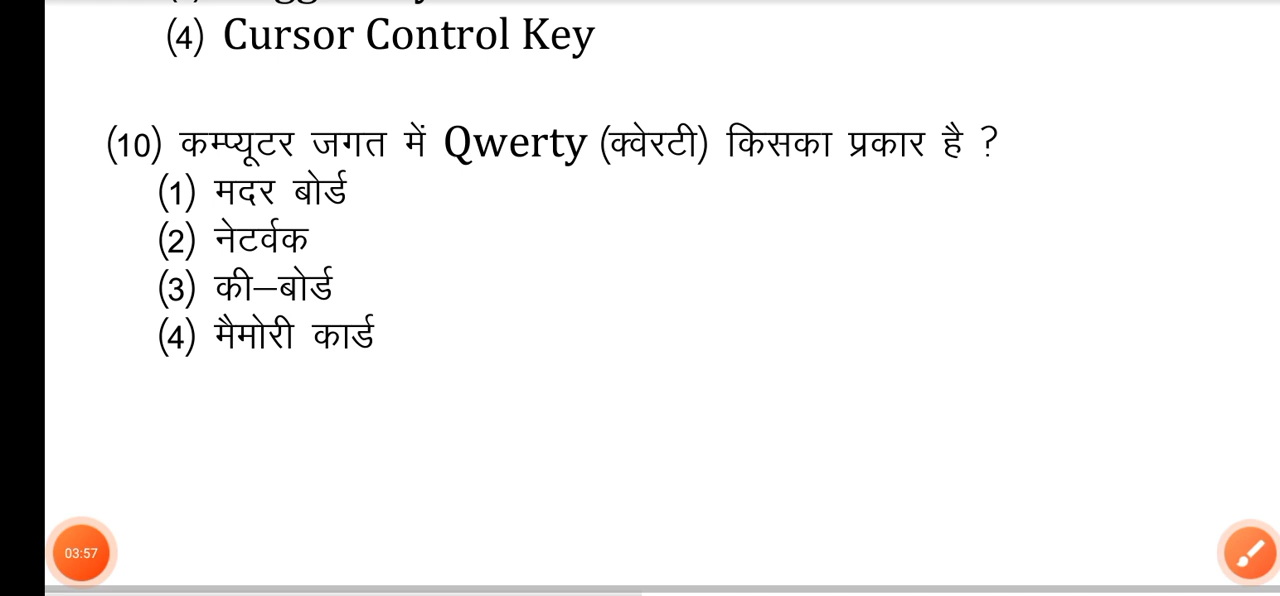 (4) Cursor Control Key
(10) कम्प्यूटर जगत में Qwerty (क्वेरटी) किसका प्रकार है ?
(1) मदर बोर्ड
(2) नेटर्वक
(3) की–बोर्ड
(4) मैमोरी कार्ड
03:57